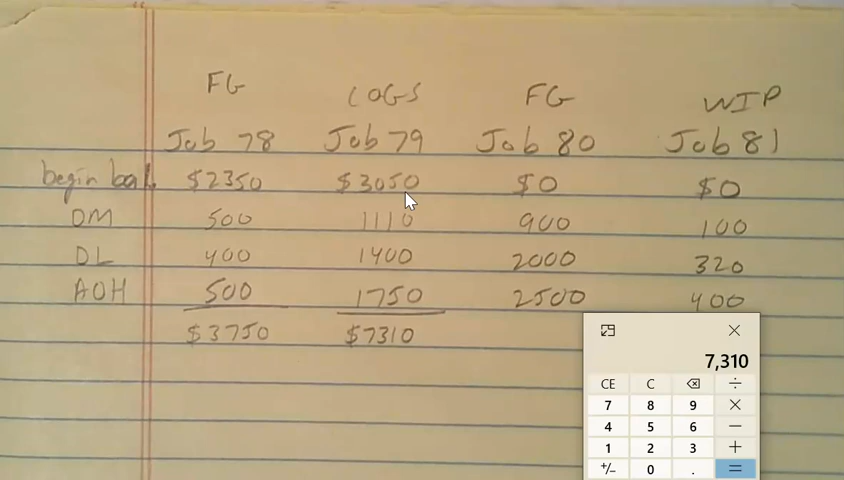 FG COGS FG WIP
Job 78 Job 79 Job 80 Job 81
begin bal. $2350 $3050 $0 $0
DM 500 1110 900 100
DL 400 1400 2000 320
AOH 500 1750 2500 400
$3750 $7310
7,310
CE C ⌫ ÷
7 8 9 ×
4 5 6 −
1 2 3 +
+/− 0 . =